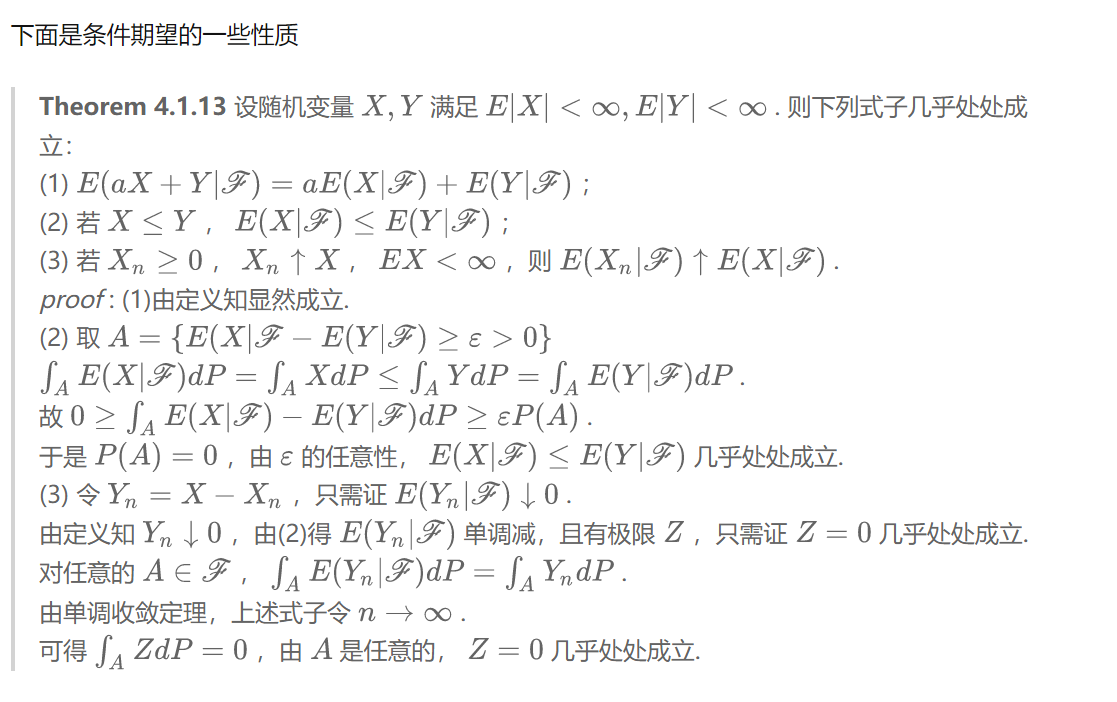 下面是条件期望的一些性质
Theorem 4.1.13 设随机变量 $X, Y$ 满足 $E|X| < \infty, E|Y| < \infty$ . 则下列式子几乎处处成
立：
(1) $E(aX + Y|\mathscr{F}) = aE(X|\mathscr{F}) + E(Y|\mathscr{F})$ ；
(2) 若 $X \leq Y$ ， $E(X|\mathscr{F}) \leq E(Y|\mathscr{F})$ ；
(3) 若 $X_n \geq 0$ ， $X_n \uparrow X$ ， $EX < \infty$ ，则 $E(X_n|\mathscr{F}) \uparrow E(X|\mathscr{F})$ .
proof : (1)由定义知显然成立.
(2) 取 $A = \{E(X|\mathscr{F} - E(Y|\mathscr{F}) \geq \varepsilon > 0\}$
$\int_A E(X|\mathscr{F})dP = \int_A XdP \leq \int_A YdP = \int_A E(Y|\mathscr{F})dP$ .
故 $0 \geq \int_A E(X|\mathscr{F}) - E(Y|\mathscr{F})dP \geq \varepsilon P(A)$ .
于是 $P(A) = 0$ ，由 $\varepsilon$ 的任意性， $E(X|\mathscr{F}) \leq E(Y|\mathscr{F})$ 几乎处处成立.
(3) 令 $Y_n = X - X_n$ ，只需证 $E(Y_n|\mathscr{F}) \downarrow 0$ .
由定义知 $Y_n \downarrow 0$ ，由(2)得 $E(Y_n|\mathscr{F})$ 单调减，且有极限 $Z$ ，只需证 $Z = 0$ 几乎处处成立.
对任意的 $A \in \mathscr{F}$ ， $\int_A E(Y_n|\mathscr{F})dP = \int_A Y_n dP$ .
由单调收敛定理，上述式子令 $n \to \infty$ .
可得 $\int_A ZdP = 0$ ，由 $A$ 是任意的， $Z = 0$ 几乎处处成立.